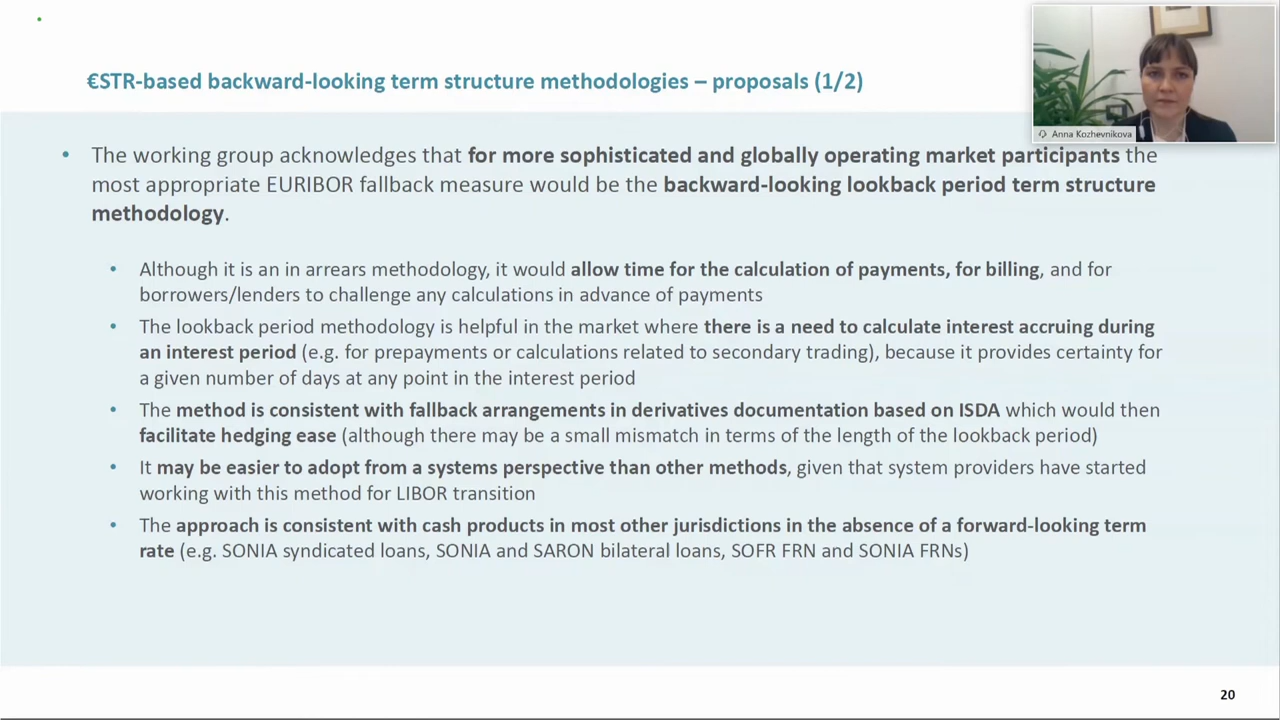 €STR-based backward-looking term structure methodologies – proposals (1/2)
Anna Kozhevnikova
• The working group acknowledges that for more sophisticated and globally operating market participants the
most appropriate EURIBOR fallback measure would be the backward-looking lookback period term structure
methodology.
• Although it is an in arrears methodology, it would allow time for the calculation of payments, for billing, and for
borrowers/lenders to challenge any calculations in advance of payments
• The lookback period methodology is helpful in the market where there is a need to calculate interest accruing during
an interest period (e.g. for prepayments or calculations related to secondary trading), because it provides certainty for
a given number of days at any point in the interest period
• The method is consistent with fallback arrangements in derivatives documentation based on ISDA which would then
facilitate hedging ease (although there may be a small mismatch in terms of the length of the lookback period)
• It may be easier to adopt from a systems perspective than other methods, given that system providers have started
working with this method for LIBOR transition
• The approach is consistent with cash products in most other jurisdictions in the absence of a forward-looking term
rate (e.g. SONIA syndicated loans, SONIA and SARON bilateral loans, SOFR FRN and SONIA FRNs)
20